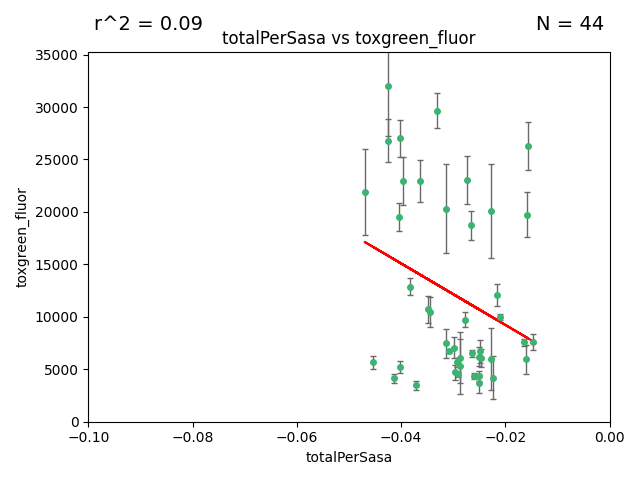 r^2 = 0.09
N = 44
totalPerSasa vs toxgreen_fluor
toxgreen_fluor
35000
30000
25000
20000
15000
10000
5000
0
−0.10
−0.08
−0.06
−0.04
−0.02
0.00
totalPerSasa